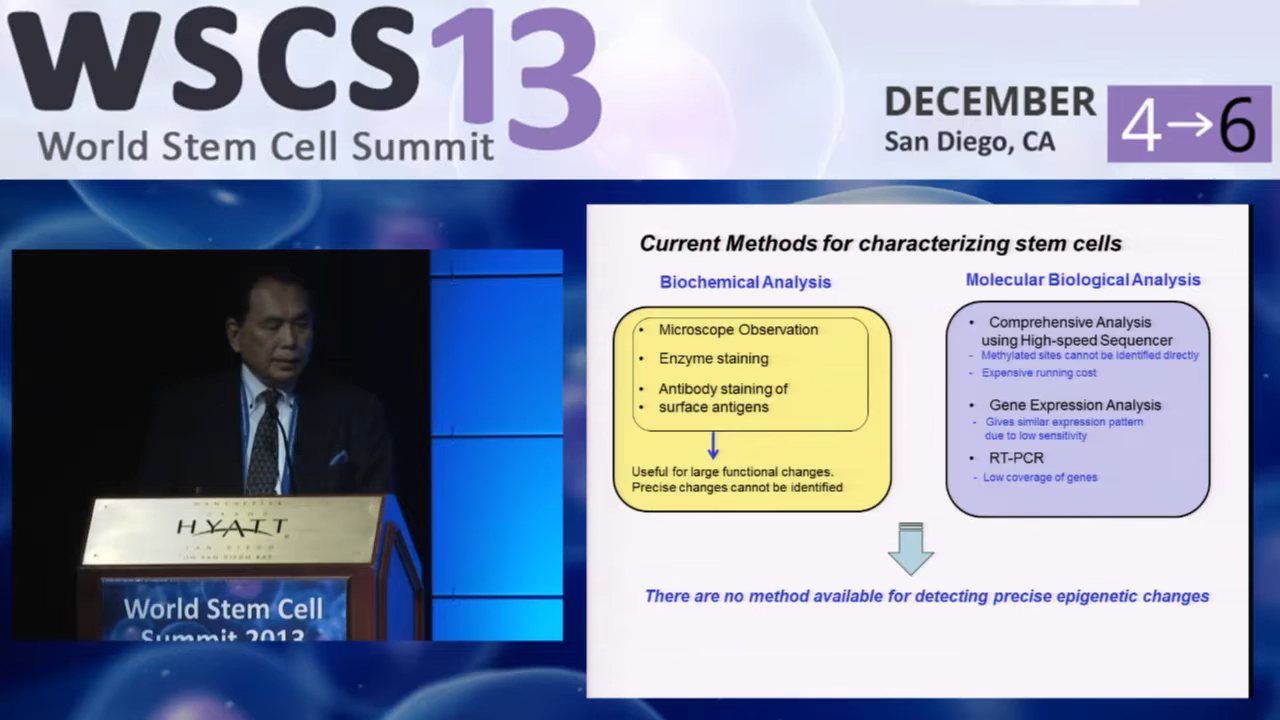 WSCS13
World Stem Cell Summit
DECEMBER
San Diego, CA
4→6
HYATT
SAN DIEGO
World Stem Cell
Summit 2013
Current Methods for characterizing stem cells
Biochemical Analysis
• Microscope Observation
• Enzyme staining
• Antibody staining of
• surface antigens
Useful for large functional changes.
Precise changes cannot be identified
Molecular Biological Analysis
• Comprehensive Analysis
using High-speed Sequencer
- Methylated sites cannot be identified directly
- Expensive running cost
• Gene Expression Analysis
- Gives similar expression pattern
due to low sensitivity
• RT-PCR
- Low coverage of genes
There are no method available for detecting precise epigenetic changes